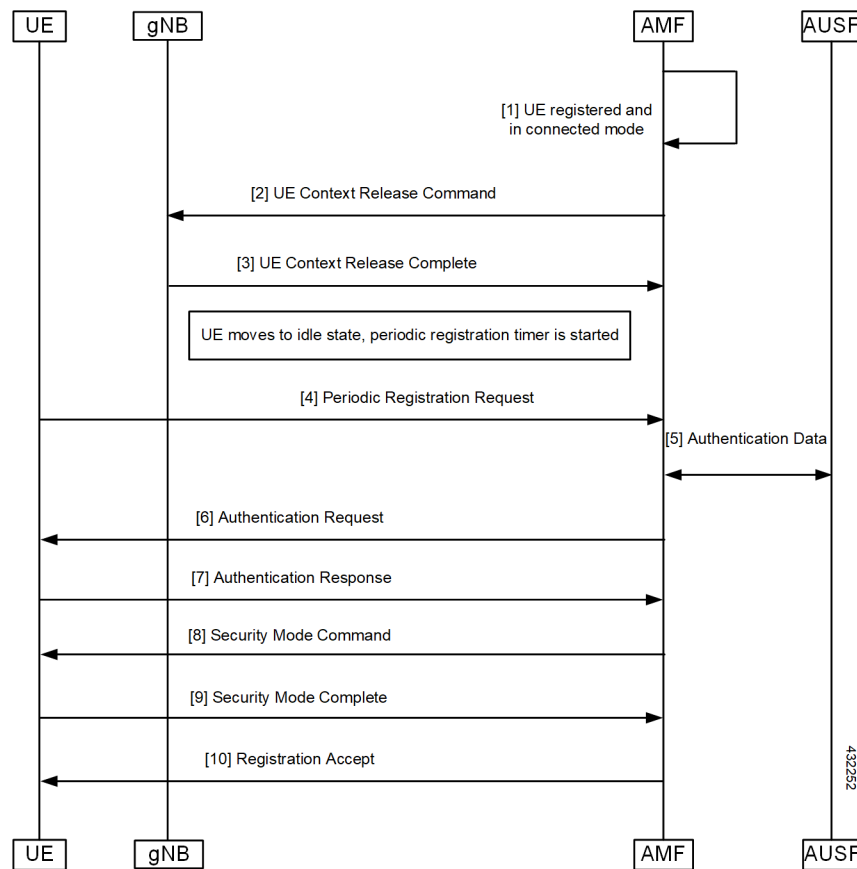 UE
gNB
AMF
AUSF
[1] UE registered and
in connected mode
[2] UE Context Release Command
[3] UE Context Release Complete
UE moves to idle state, periodic registration timer is started
[4] Periodic Registration Request
[5] Authentication Data
[6] Authentication Request
[7] Authentication Response
[8] Security Mode Command
[9] Security Mode Complete
[10] Registration Accept
432252
UE
gNB
AMF
AUSF